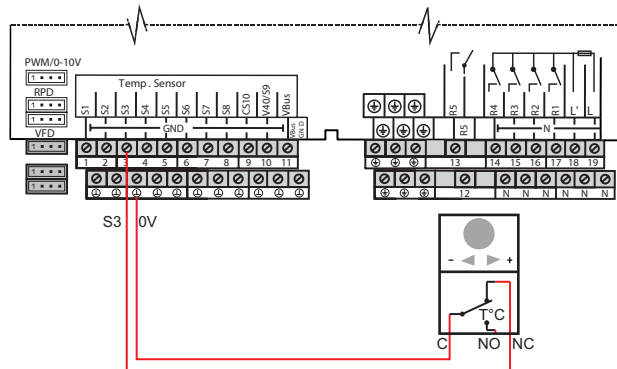 PWM/0-10V
RPD
VFD
Temp. Sensor
S1 S2 S3 S4 S5 S6 S7 S8 CS10 V40/S9 VBus
GND
VBus GND
R5 R4 R3 R2 R1 L' L
R5
N
1 2 3 4 5 6 7 8 9 10 11
13 14 15 16 17 18 19
12 N N N N N N
S3 0V
- +
T°C
C NO NC